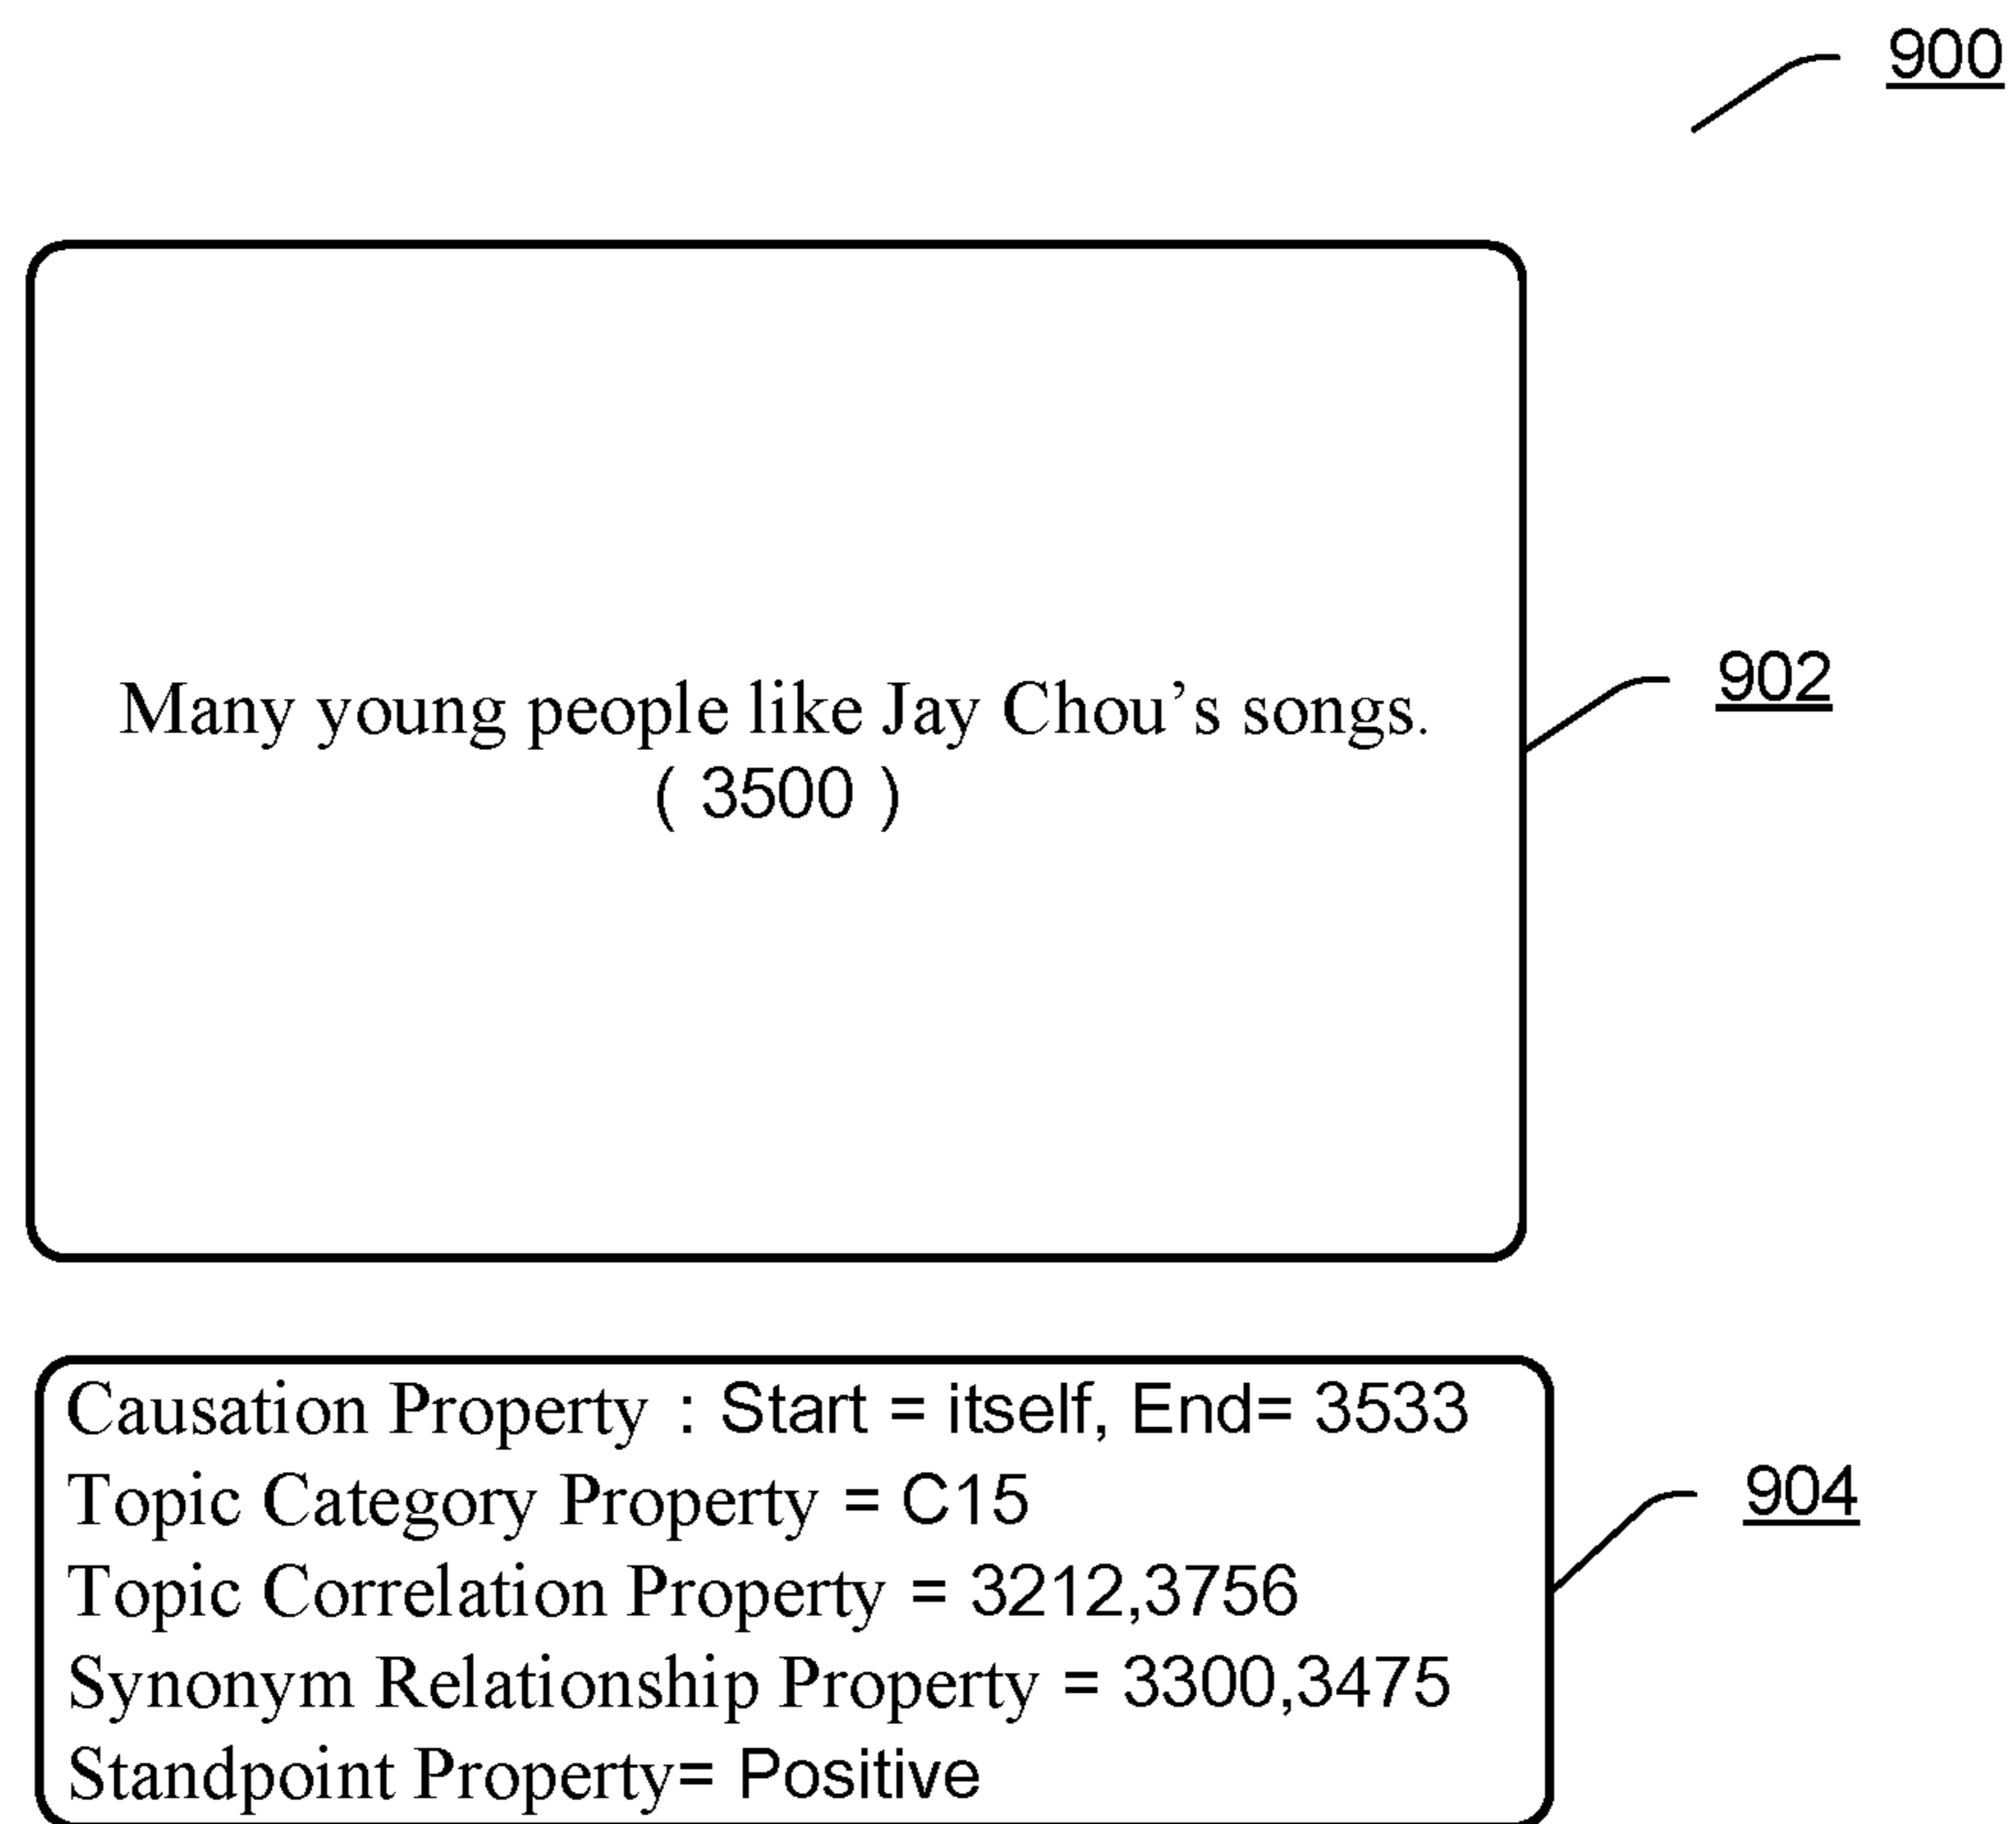 900
Many young people like Jay Chou’s songs.
( 3500 )
902
Causation Property : Start = itself, End= 3533
Topic Category Property = C15
Topic Correlation Property = 3212,3756
Synonym Relationship Property = 3300,3475
Standpoint Property= Positive
904